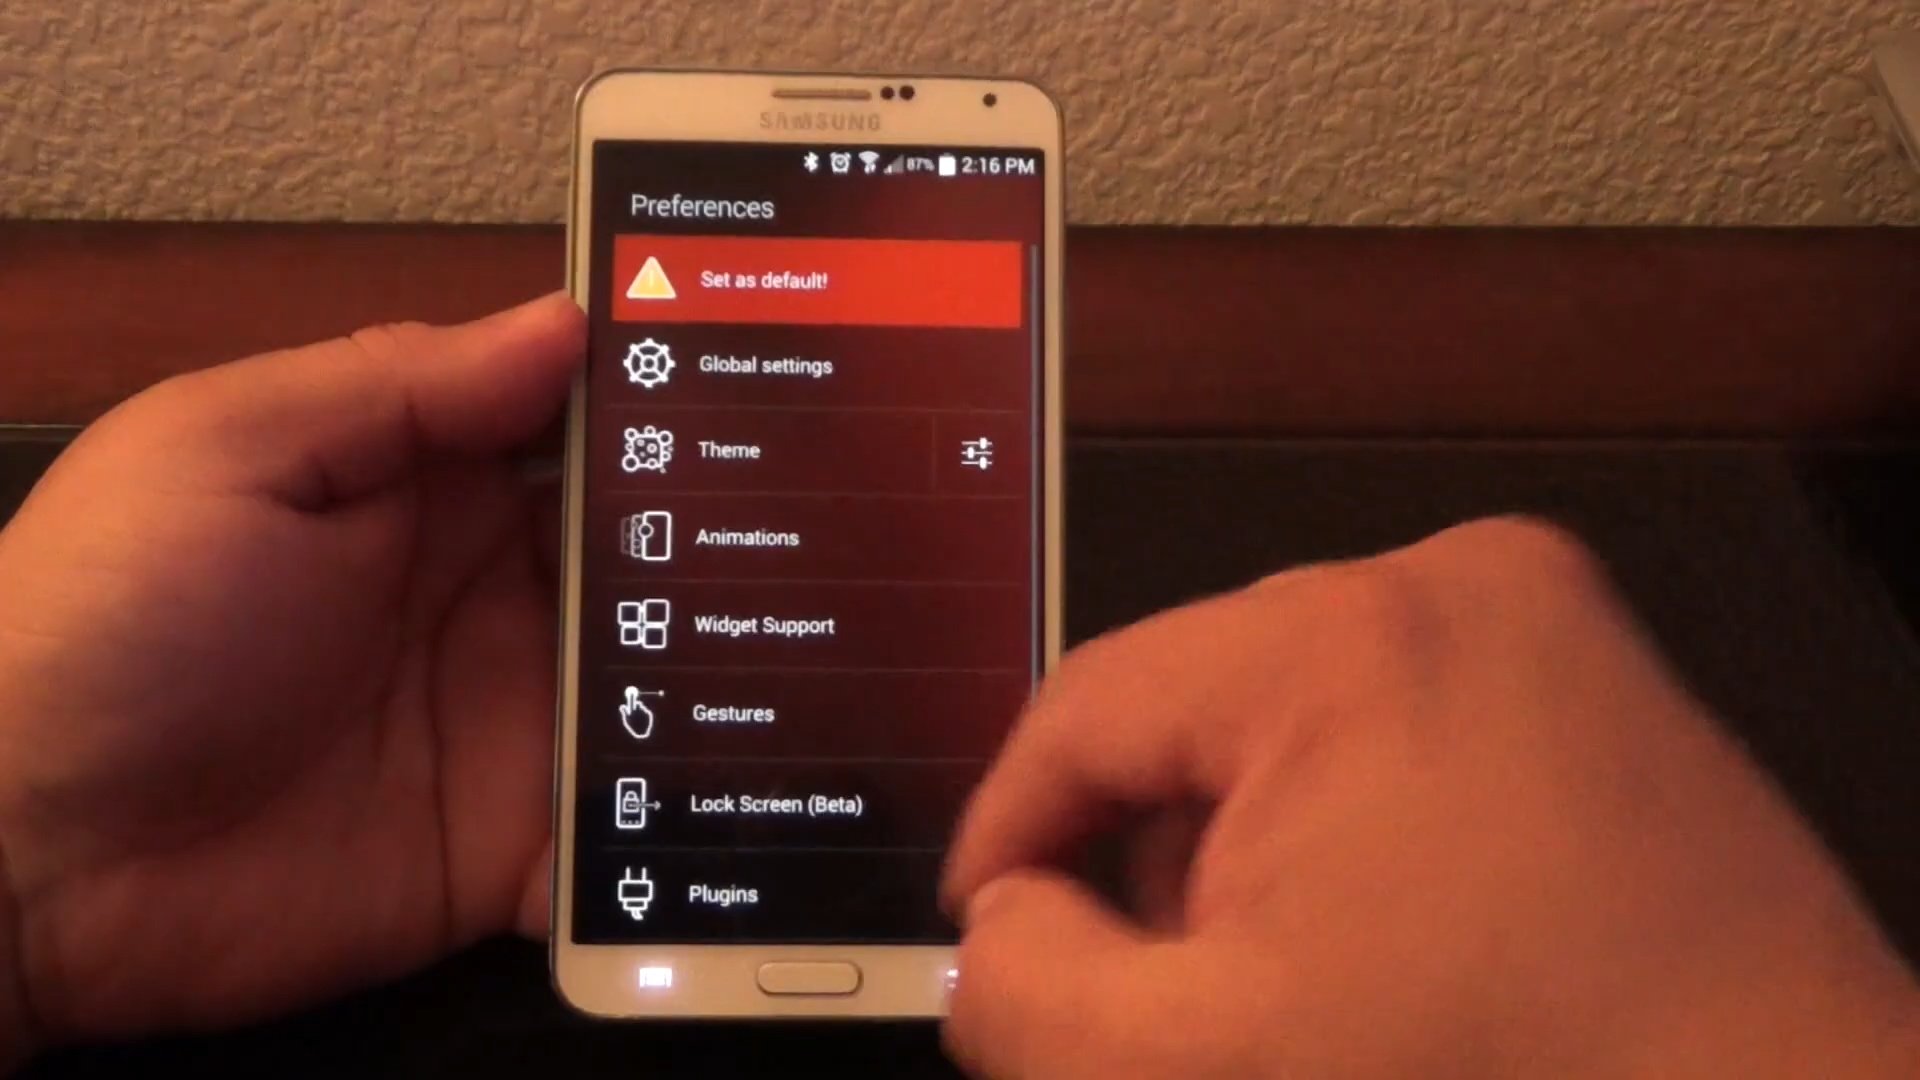 SAMSUNG
87% 2:16 PM
Preferences
Set as default!
Global settings
Theme
Animations
Widget Support
Gestures
Lock Screen (Beta)
Plugins